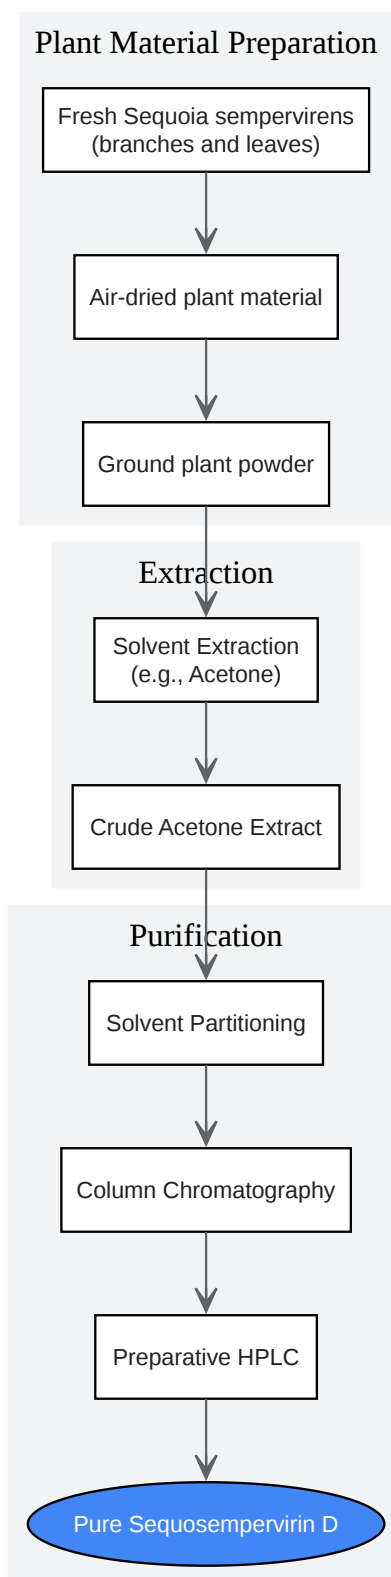 Plant Material Preparation
Fresh Sequoia sempervirens
(branches and leaves)
Air-dried plant material
Ground plant powder
Extraction
Solvent Extraction
(e.g., Acetone)
Crude Acetone Extract
Purification
Solvent Partitioning
Column Chromatography
Preparative HPLC
Pure Sequosempervirin D